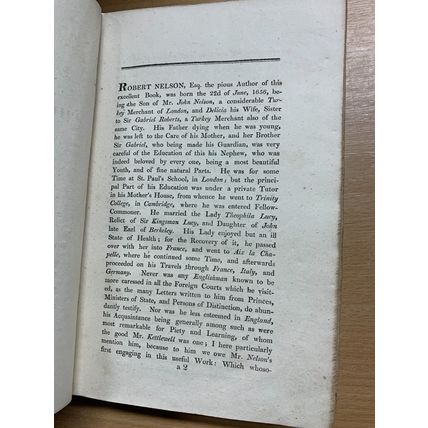 ROBERT NELSON, Esq. the pious Author of this
excellent Book, was born the 22d of June, 1656, be-
ing the Son of Mr. John Nelson, a considerable Tur-
key Merchant of London, and Delicia his Wife, Sister
to Sir Gabriel Roberts, a Turkey Merchant also of the
same City. His Father dying when he was young,
he was left to the Care of his Mother, and her Brother
Sir Gabriel, who being made his Guardian, was very
careful of the Education of this his Nephew, who was
indeed beloved by every one, being a most beautiful
Youth, and of fine natural Parts. He was for some
Time at St. Paul's School, in London; but the princi-
pal Part of his Education was under a private Tutor
in his Mother's House, from whence he went to Trinity
College, in Cambridge, where he was entered Fellow-
Commoner. He married the Lady Theophila Lucy,
Relict of Sir Kingsman Lucy, and Daughter of John
late Earl of Berkeley. His Lady enjoyed but an ill
State of Health; for the Recovery of it, he passed
over with her into France, and went to Aix la Cha-
pelle, where he continued some Time, and afterwards
proceeded on his Travels through France, Italy, and
Germany. Never was any Englishman known to be
more caressed in all the Foreign Courts which he visit-
ed, as the many Letters written to him from Princes,
Ministers of State, and Persons of Distinction, do abun-
dantly testify. Nor was he less esteemed in England,
his Acquaintance being generally among such as were
most remarkable for Piety and Learning, of whom
the good Mr. Kettlewell was one; I here particularly
mention him, because to him we owe Mr. Nelson's
first engaging in this useful Work: Which whoso-
a 2